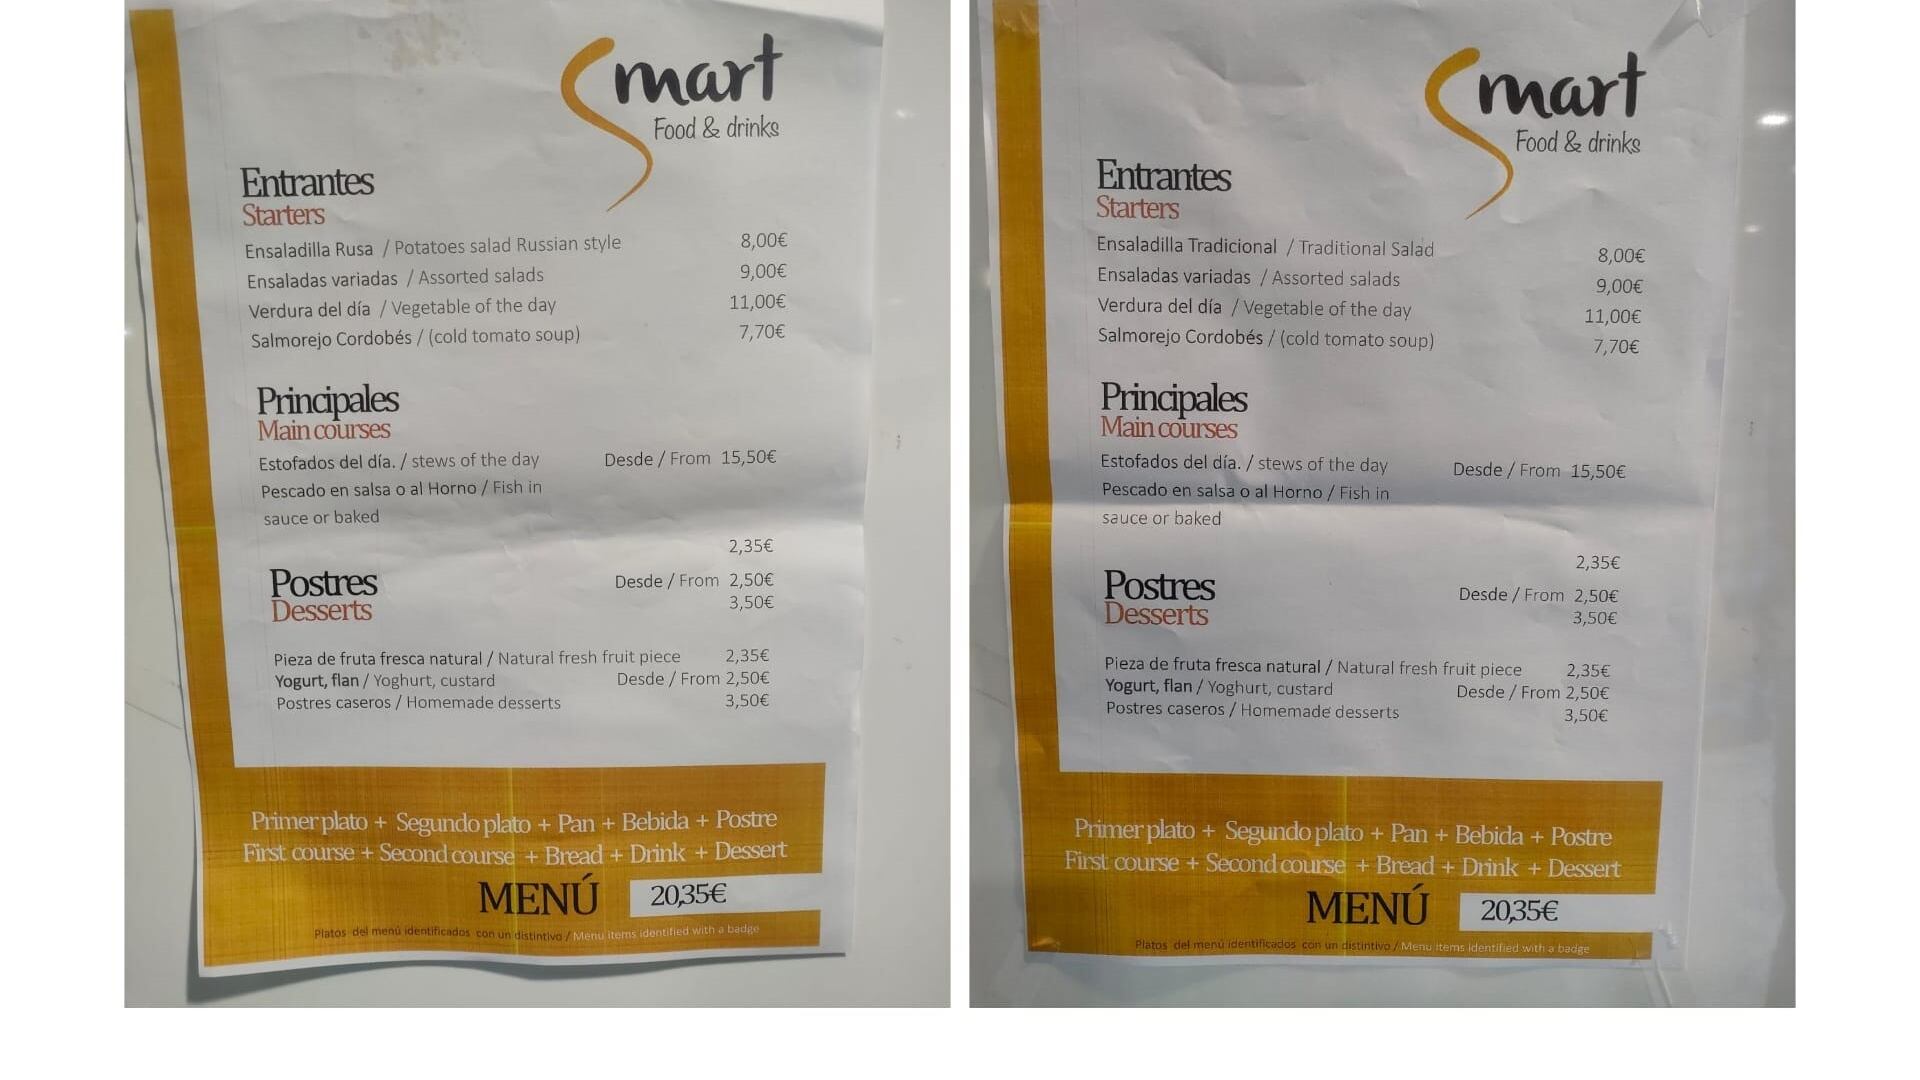 Smart
Food & drinks
Entrantes
Starters
Ensaladilla Rusa / Potatoes salad Russian style 8,00€
Ensaladas variadas / Assorted salads 9,00€
Verdura del día / Vegetable of the day 11,00€
Salmorejo Cordobés / (cold tomato soup) 7,70€
Principales
Main courses
Estofados del día. / stews of the day Desde / From 15,50€
Pescado en salsa o al Horno / Fish in
sauce or baked
2,35€
Postres Desde / From 2,50€
Desserts 3,50€
Pieza de fruta fresca natural / Natural fresh fruit piece 2,35€
Yogurt, flan / Yoghurt, custard Desde / From 2,50€
Postres caseros / Homemade desserts 3,50€
Primer plato + Segundo plato + Pan + Bebida + Postre
First course + Second course + Bread + Drink + Dessert
MENÚ 20,35€
Platos del menú identificados con un distintivo / Menu items identified with a badge
Smart
Food & drinks
Entrantes
Starters
Ensaladilla Tradicional / Traditional Salad 8,00€
Ensaladas variadas / Assorted salads 9,00€
Verdura del día / Vegetable of the day 11,00€
Salmorejo Cordobés / (cold tomato soup) 7,70€
Principales
Main courses
Estofados del día. / stews of the day Desde / From 15,50€
Pescado en salsa o al Horno / Fish in
sauce or baked
2,35€
Postres Desde / From 2,50€
Desserts 3,50€
Pieza de fruta fresca natural / Natural fresh fruit piece 2,35€
Yogurt, flan / Yoghurt, custard Desde / From 2,50€
Postres caseros / Homemade desserts 3,50€
Primer plato + Segundo plato + Pan + Bebida + Postre
First course + Second course + Bread + Drink + Dessert
MENÚ 20,35€
Platos del menú identificados con un distintivo / Menu items identified with a badge